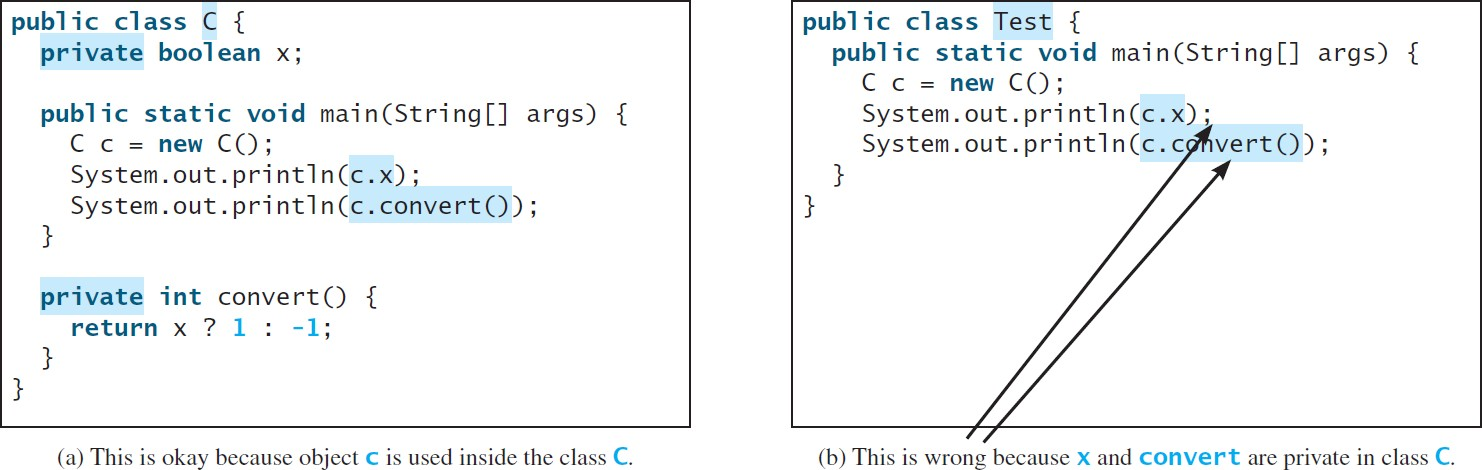 public class C {
private boolean x;
public static void main(String[] args) {
C c = new C();
System.out.println(c.x);
System.out.println(c.convert());
}
private int convert() {
return x ? 1 : -1;
}
}
(a) This is okay because object c is used inside the class C.
public class Test {
public static void main(String[] args) {
C c = new C();
System.out.println(c.x);
System.out.println(c.convert());
}
}
(b) This is wrong because x and convert are private in class C.